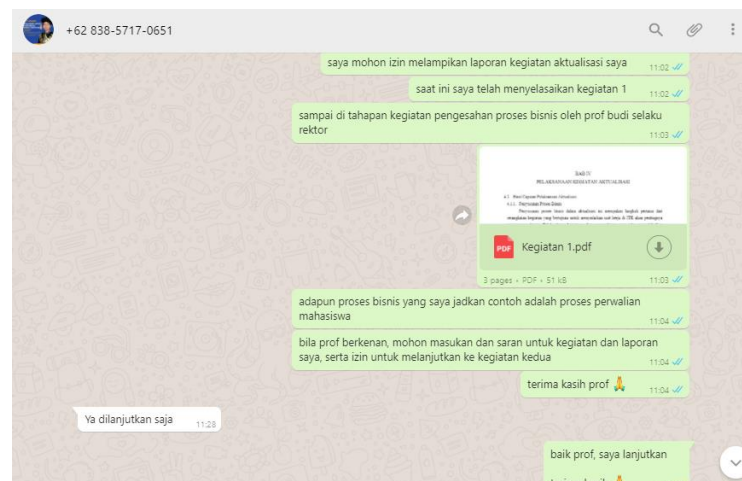 +62 838-5717-0651
saya mohon izin melampikan laporan kegiatan aktualisasi saya
11:02
saat ini saya telah menyelasaikan kegiatan 1
11:02
sampai di tahapan kegiatan pengesahan proses bisnis oleh prof budi selaku
rektor
11:03
BAB IV
PELAKSANAAN KEGIATAN AKTUALISASI
PDF
Kegiatan 1.pdf
3 pages • PDF • 51 kB
11:03
adapun proses bisnis yang saya jadkan contoh adalah proses perwalian
mahasiswa
11:04
bila prof berkenan, mohon masukan dan saran untuk kegiatan dan laporan
saya, serta izin untuk melanjutkan ke kegiatan kedua
11:04
terima kasih prof 🙏
11:04
Ya dilanjutkan saja
11:28
baik prof, saya lanjutkan